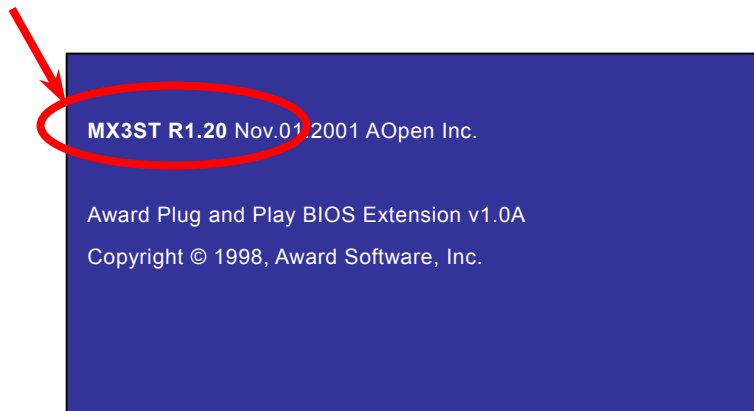 MX3ST R1.20 Nov.01.2001 AOpen Inc.
Award Plug and Play BIOS Extension v1.0A
Copyright © 1998, Award Software, Inc.